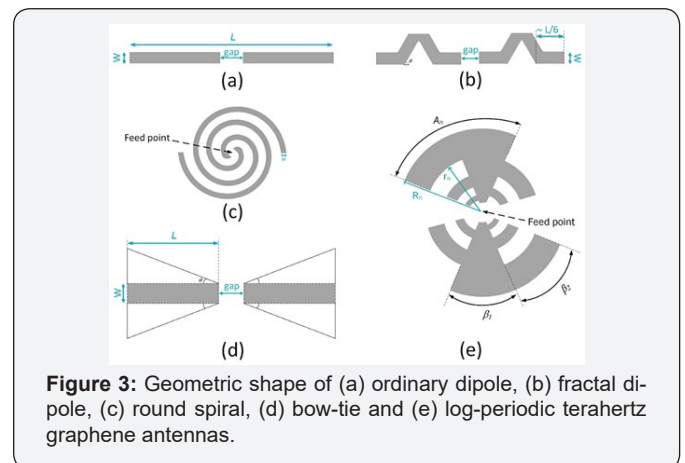 L
W
gap
(a)
~ L/6
gap
W
(b)
Feed point
(c)
Aₙ
rₙ
Rₙ
Feed point
β₁
β₂
(e)
L
W
gap
(d)
Figure 3: Geometric shape of (a) ordinary dipole, (b) fractal di-
pole, (c) round spiral, (d) bow-tie and (e) log-periodic terahertz
graphene antennas.